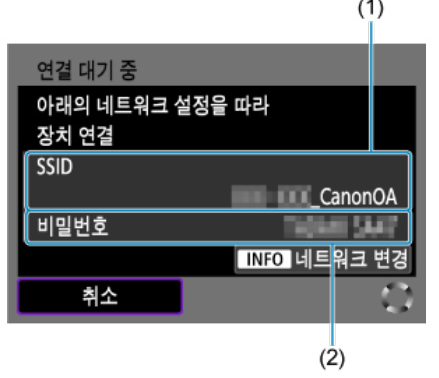 (1)
연결 대기 중
아래의 네트워크 설정을 따라
장치 연결
SSID
_CanonOA
비밀번호
INFO 네트워크 변경
취소
(2)